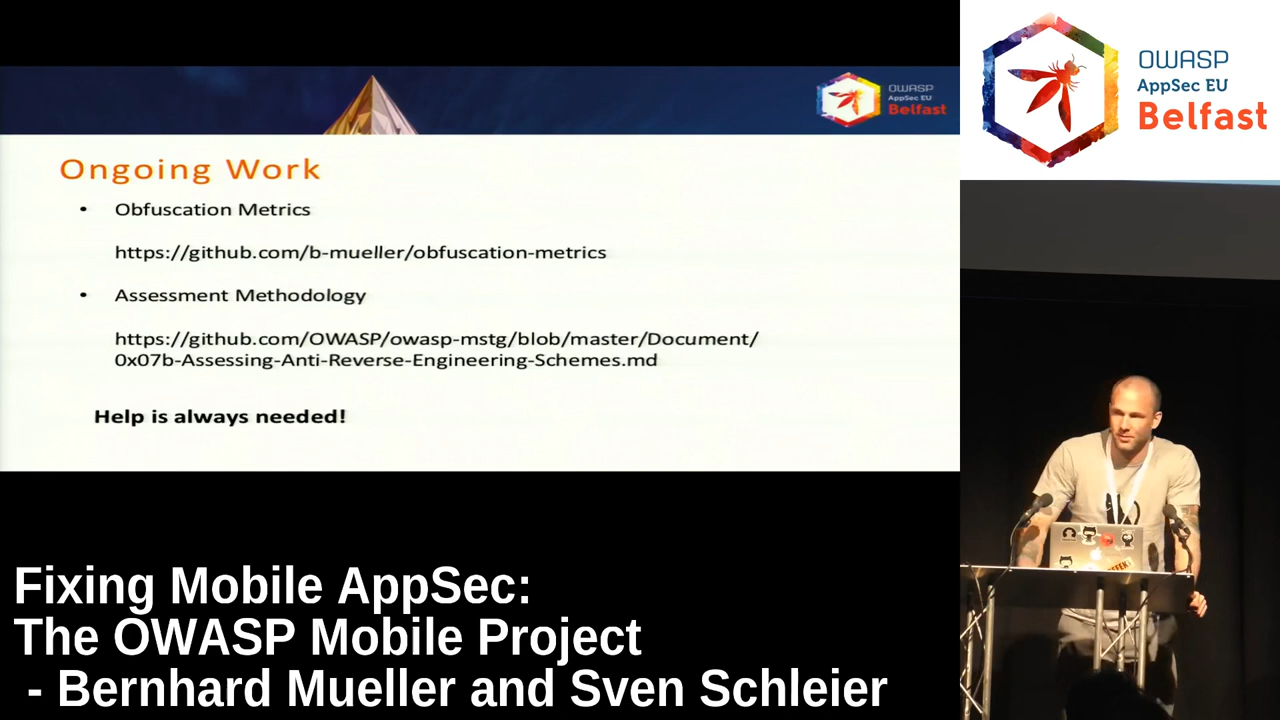 OWASP
AppSec EU
Belfast
OWASP
AppSec EU
Belfast
Ongoing Work
• Obfuscation Metrics
https://github.com/b-mueller/obfuscation-metrics
• Assessment Methodology
https://github.com/OWASP/owasp-mstg/blob/master/Document/
0x07b-Assessing-Anti-Reverse-Engineering-Schemes.md
Help is always needed!
Fixing Mobile AppSec:
The OWASP Mobile Project
- Bernhard Mueller and Sven Schleier